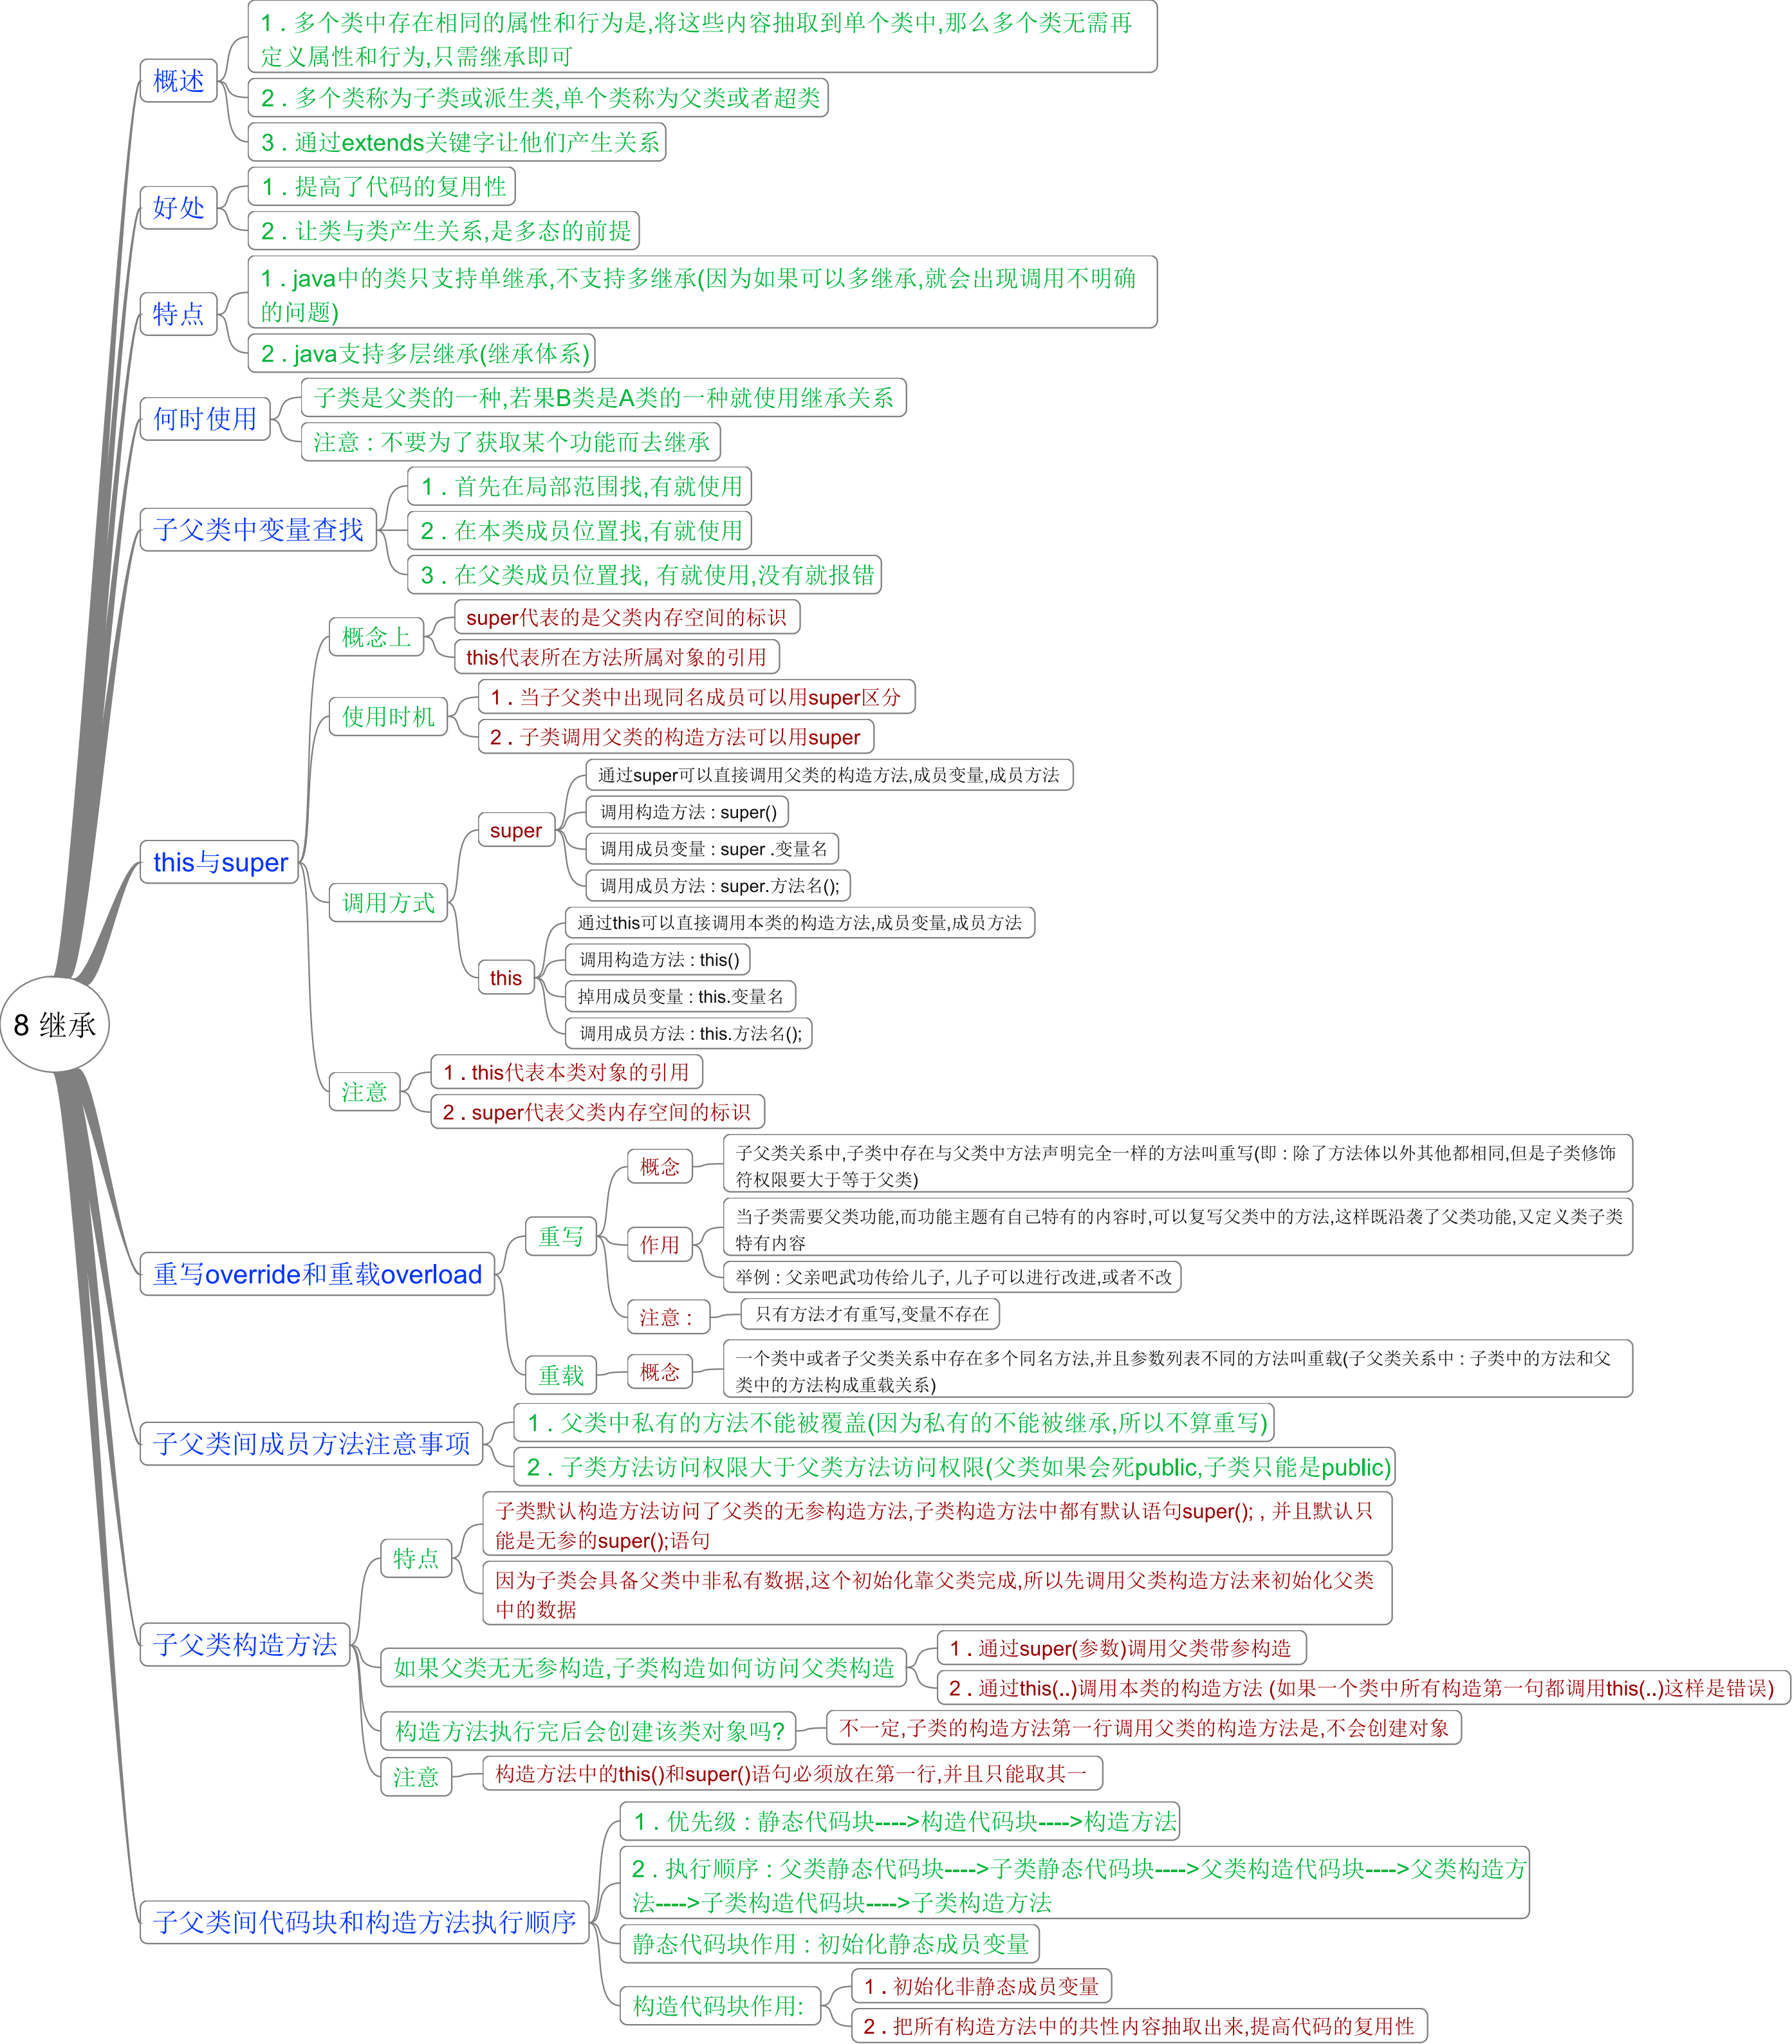 8 继承
概述
1 . 多个类中存在相同的属性和行为是,将这些内容抽取到单个类中,那么多个类无需再
定义属性和行为,只需继承即可
2 . 多个类称为子类或派生类,单个类称为父类或者超类
3 . 通过extends关键字让他们产生关系
好处
1 . 提高了代码的复用性
2 . 让类与类产生关系,是多态的前提
特点
1 . java中的类只支持单继承,不支持多继承(因为如果可以多继承,就会出现调用不明确
的问题)
2 . java支持多层继承(继承体系)
何时使用
子类是父类的一种,若果B类是A类的一种就使用继承关系
注意 : 不要为了获取某个功能而去继承
子父类中变量查找
1 . 首先在局部范围找,有就使用
2 . 在本类成员位置找,有就使用
3 . 在父类成员位置找, 有就使用,没有就报错
this与super
概念上
super代表的是父类内存空间的标识
this代表所在方法所属对象的引用
使用时机
1 . 当子父类中出现同名成员可以用super区分
2 . 子类调用父类的构造方法可以用super
调用方式
super
通过super可以直接调用父类的构造方法,成员变量,成员方法
调用构造方法 : super()
调用成员变量 : super .变量名
调用成员方法 : super.方法名();
this
通过this可以直接调用本类的构造方法,成员变量,成员方法
调用构造方法 : this()
掉用成员变量 : this.变量名
调用成员方法 : this.方法名();
注意
1 . this代表本类对象的引用
2 . super代表父类内存空间的标识
重写override和重载overload
重写
概念
子父类关系中,子类中存在与父类中方法声明完全一样的方法叫重写(即 : 除了方法体以外其他都相同,但是子类修饰
符权限要大于等于父类)
作用
当子类需要父类功能,而功能主题有自己特有的内容时,可以复写父类中的方法,这样既沿袭了父类功能,又定义类子类
特有内容
举例 : 父亲吧武功传给儿子, 儿子可以进行改进,或者不改
注意 :
只有方法才有重写,变量不存在
重载
概念
一个类中或者子父类关系中存在多个同名方法,并且参数列表不同的方法叫重载(子父类关系中 : 子类中的方法和父
类中的方法构成重载关系)
子父类间成员方法注意事项
1 . 父类中私有的方法不能被覆盖(因为私有的不能被继承,所以不算重写)
2 . 子类方法访问权限大于父类方法访问权限(父类如果会死public,子类只能是public)
子父类构造方法
特点
子类默认构造方法访问了父类的无参构造方法,子类构造方法中都有默认语句super(); , 并且默认只
能是无参的super();语句
因为子类会具备父类中非私有数据,这个初始化靠父类完成,所以先调用父类构造方法来初始化父类
中的数据
如果父类无无参构造,子类构造如何访问父类构造
1 . 通过super(参数)调用父类带参构造
2 . 通过this(..)调用本类的构造方法 (如果一个类中所有构造第一句都调用this(..)这样是错误)
构造方法执行完后会创建该类对象吗?
不一定,子类的构造方法第一行调用父类的构造方法是,不会创建对象
注意
构造方法中的this()和super()语句必须放在第一行,并且只能取其一
子父类间代码块和构造方法执行顺序
1 . 优先级 : 静态代码块---->构造代码块---->构造方法
2 . 执行顺序 : 父类静态代码块---->子类静态代码块---->父类构造代码块---->父类构造方
法---->子类构造代码块---->子类构造方法
静态代码块作用 : 初始化静态成员变量
构造代码块作用:
1 . 初始化非静态成员变量
2 . 把所有构造方法中的共性内容抽取出来,提高代码的复用性